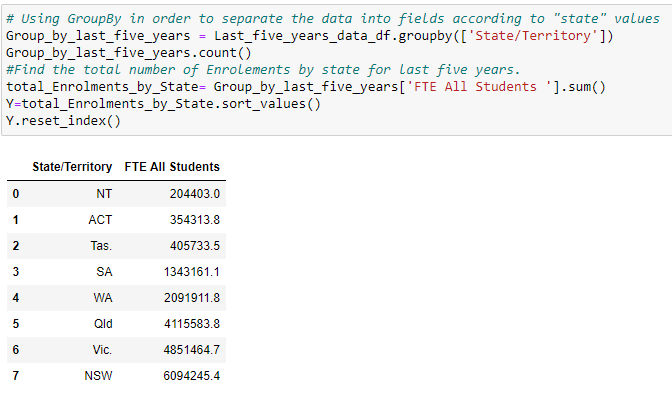 # Using GroupBy in order to separate the data into fields according to "state" values
Group_by_last_five_years = Last_five_years_data_df.groupby(['State/Territory'])
Group_by_last_five_years.count()
#Find the total number of Enrolements by state for last five years.
total_Enrolments_by_State= Group_by_last_five_years['FTE All Students '].sum()
Y=total_Enrolments_by_State.sort_values()
Y.reset_index()
State/Territory FTE All Students
0 NT 204403.0
1 ACT 354313.8
2 Tas. 405733.5
3 SA 1343161.1
4 WA 2091911.8
5 Qld 4115583.8
6 Vic. 4851464.7
7 NSW 6094245.4